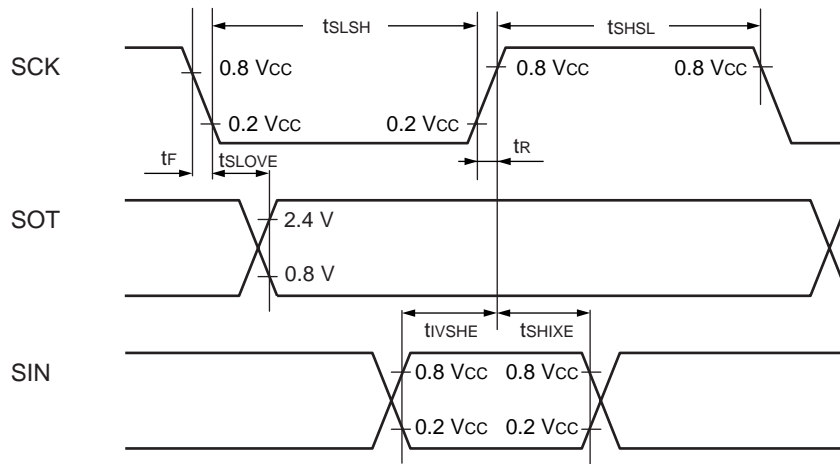 tSLSH tSHSL
SCK 0.8 VCC 0.8 VCC 0.8 VCC
0.2 VCC 0.2 VCC
tF tSLOVE tR
SOT 2.4 V
0.8 V
tIVSHE tSHIXE
SIN 0.8 VCC 0.8 VCC
0.2 VCC 0.2 VCC